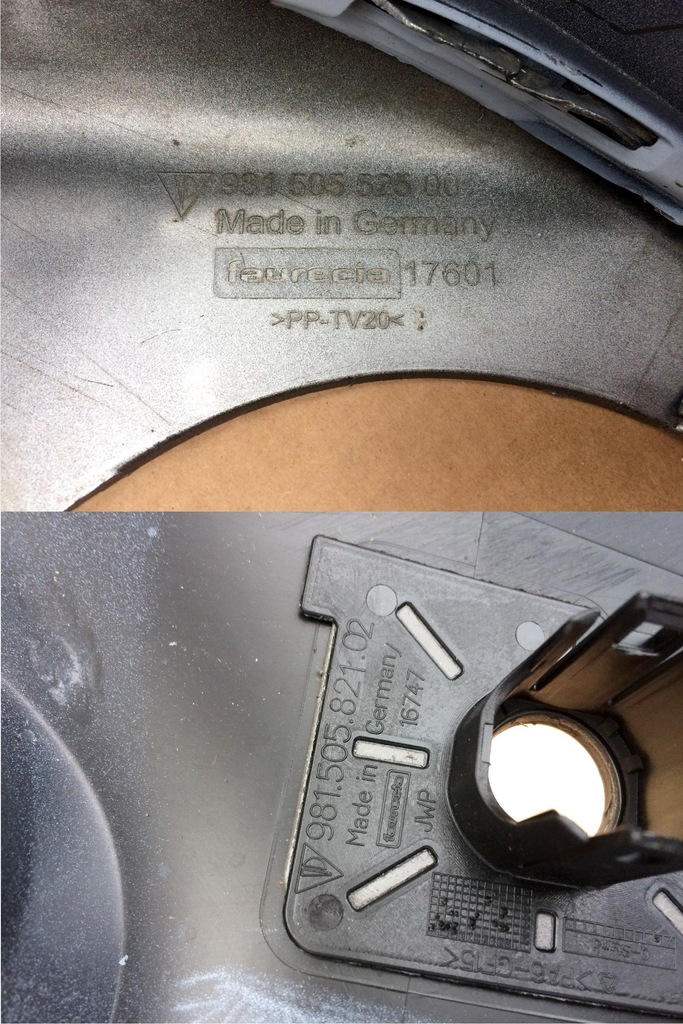 981.505.525.00
Made in Germany
faurecia 17601
>PP-TV20<
981.505.821.02
Made in Germany
faurecia 16747
JWP